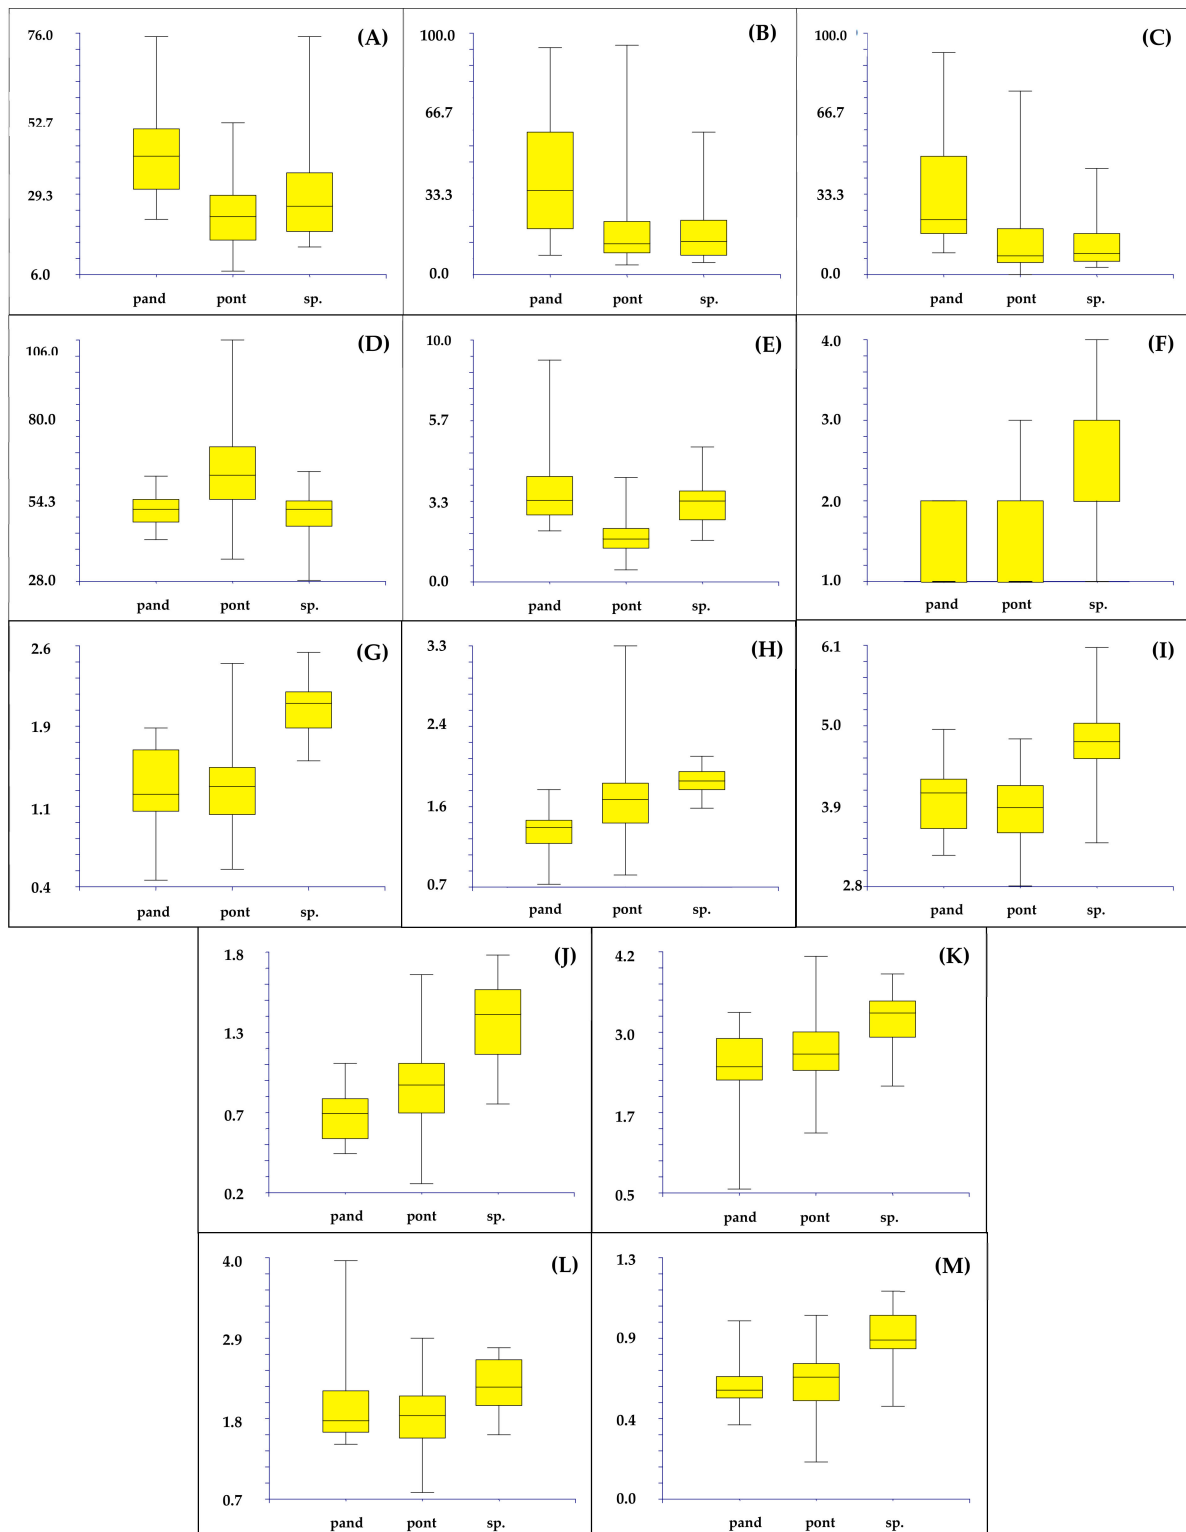 (A)
76.0
52.7
29.3
6.0
pand pont sp.
(B)
100.0
66.7
33.3
0.0
pand pont sp.
(C)
100.0
66.7
33.3
0.0
pand pont sp.
(D)
106.0
80.0
54.3
28.0
pand pont sp.
(E)
10.0
5.7
3.3
0.0
pand pont sp.
(F)
4.0
3.0
2.0
1.0
pand pont sp.
(G)
2.6
1.9
1.1
0.4
pand pont sp.
(H)
3.3
2.4
1.6
0.7
pand pont sp.
(I)
6.1
5.0
3.9
2.8
pand pont sp.
(J)
1.8
1.3
0.7
0.2
pand pont sp.
(K)
4.2
3.0
1.7
0.5
pand pont sp.
(L)
4.0
2.9
1.8
0.7
pand pont sp.
(M)
1.3
0.9
0.4
0.0
pand pont sp.